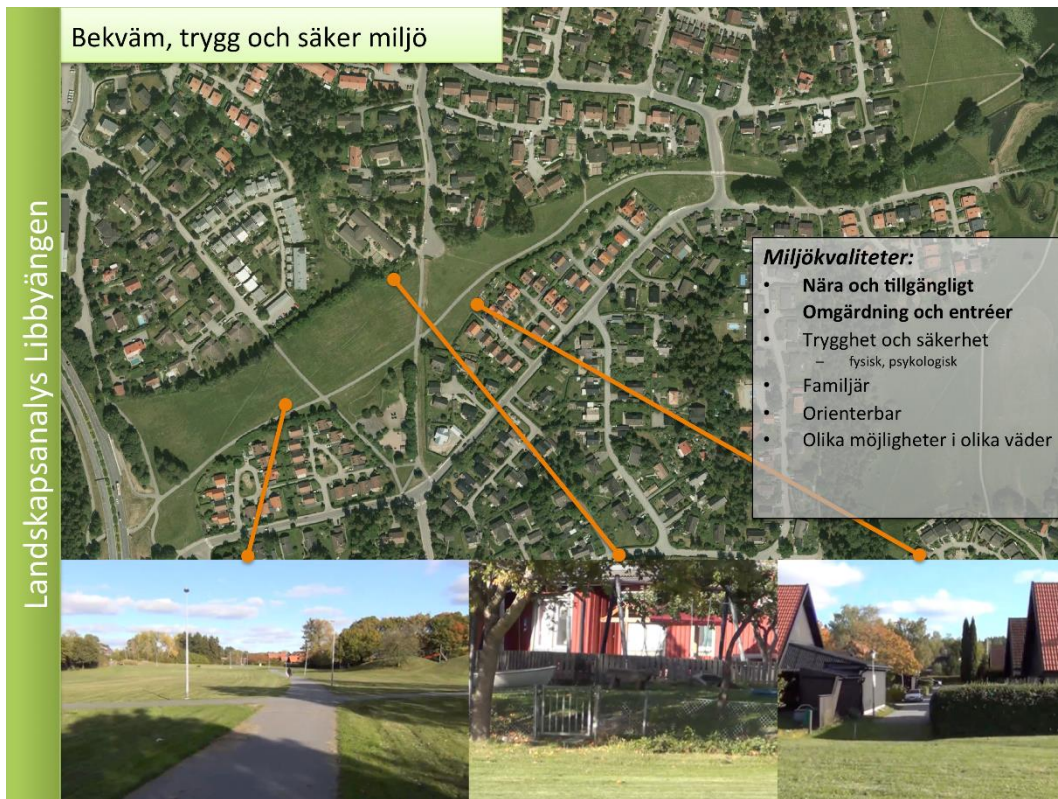 Landskapsanalys Libbyängen
Bekväm, trygg och säker miljö
Miljökvaliteter:
• Nära och tillgängligt
• Omgärdning och entréer
• Trygghet och säkerhet
– fysisk, psykologisk
• Familjär
• Orienterbar
• Olika möjligheter i olika väder